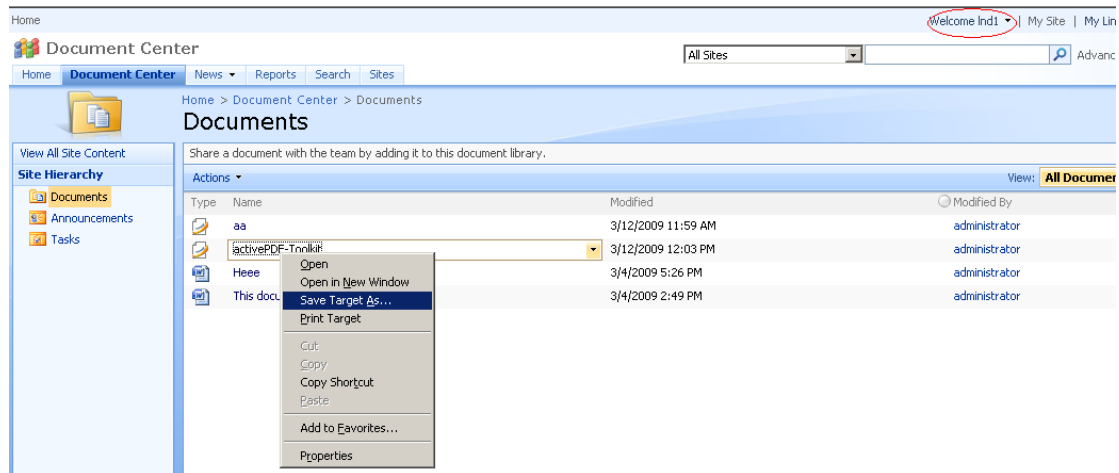 Home Welcome lnd1 | My Site | My Lin
Document Center All Sites Advanc
Home Document Center News Reports Search Sites
Home > Document Center > Documents
Documents
View All Site Content
Share a document with the team by adding it to this document library.
Site Hierarchy
Documents
Announcements
Tasks
Actions View: All Documen
Type Name Modified Modified By
aa 3/12/2009 11:59 AM administrator
activePDF-Toolkit 3/12/2009 12:03 PM administrator
Heee 3/4/2009 5:26 PM administrator
This docu 3/4/2009 2:49 PM administrator
Open
Open in New Window
Save Target As...
Print Target
Cut
Copy
Copy Shortcut
Paste
Add to Favorites...
Properties